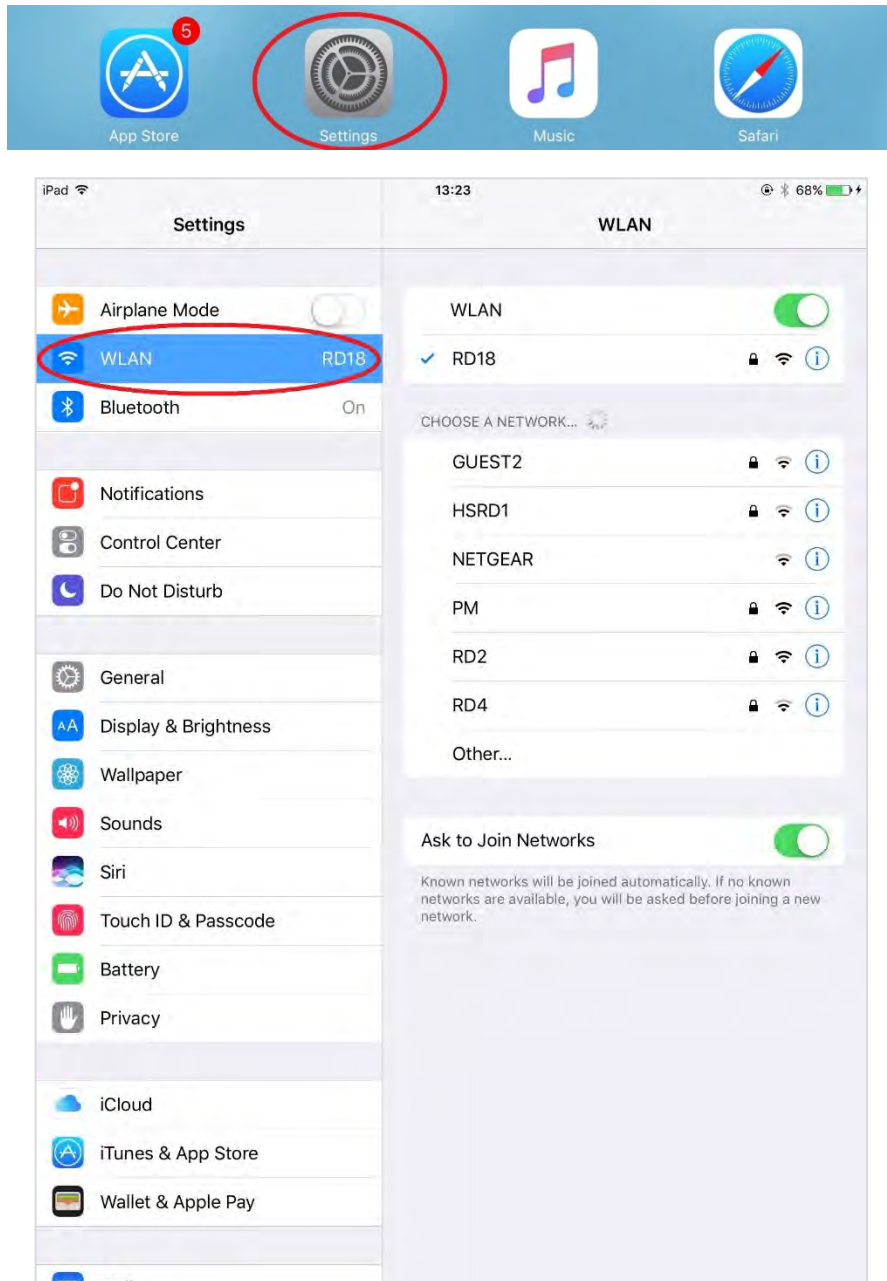 5
App Store
Settings
Music
Safari
iPad
13:23
68%
Settings
WLAN
Airplane Mode
WLAN RD18
Bluetooth On
Notifications
Control Center
Do Not Disturb
General
AA Display & Brightness
Wallpaper
Sounds
Siri
Touch ID & Passcode
Battery
Privacy
iCloud
iTunes & App Store
Wallet & Apple Pay
WLAN
RD18
CHOOSE A NETWORK...
GUEST2
HSRD1
NETGEAR
PM
RD2
RD4
Other...
Ask to Join Networks
Known networks will be joined automatically. If no known
networks are available, you will be asked before joining a new
network.